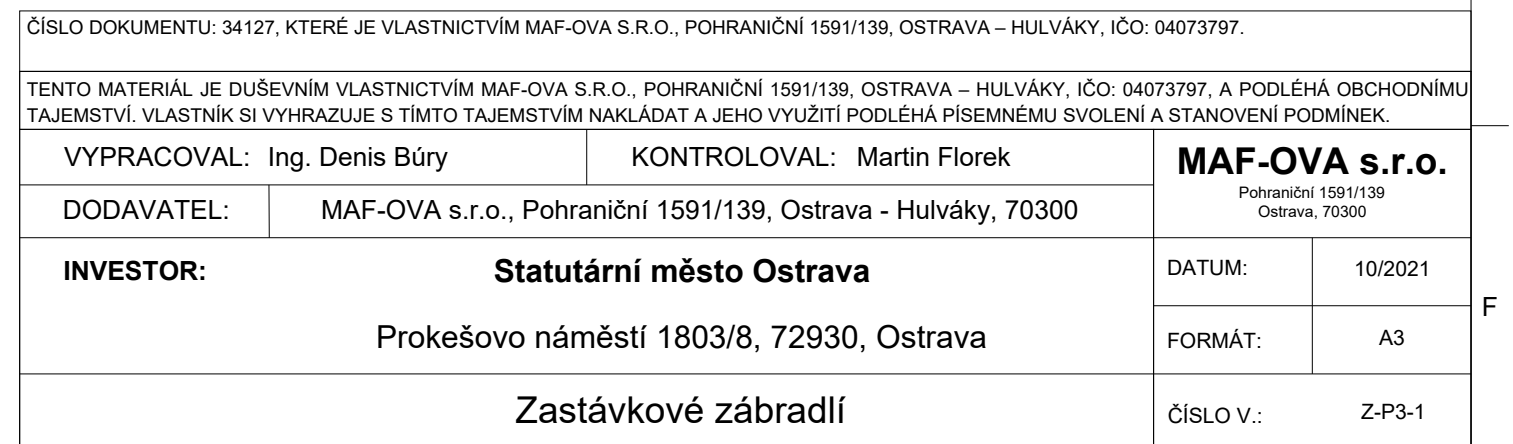 ČÍSLO DOKUMENTU: 34127, KTERÉ JE VLASTNICTVÍM MAF-OVA S.R.O., POHRANIČNÍ 1591/139, OSTRAVA – HULVÁKY, IČO: 04073797.
TENTO MATERIÁL JE DUŠEVNÍM VLASTNICTVÍM MAF-OVA S.R.O., POHRANIČNÍ 1591/139, OSTRAVA – HULVÁKY, IČO: 04073797, A PODLÉHÁ OBCHODNÍMU
TAJEMSTVÍ. VLASTNÍK SI VYHRAZUJE S TÍMTO TAJEMSTVÍM NAKLÁDAT A JEHO VYUŽITÍ PODLÉHÁ PÍSEMNÉMU SVOLENÍ A STANOVENÍ PODMÍNEK.
VYPRACOVAL: Ing. Denis Búry KONTROLOVAL: Martin Florek
MAF-OVA s.r.o.
Pohraniční 1591/139
Ostrava, 70300
DODAVATEL: MAF-OVA s.r.o., Pohraniční 1591/139, Ostrava - Hulváky, 70300
INVESTOR: Statutární město Ostrava
DATUM: 10/2021
F
Prokešovo náměstí 1803/8, 72930, Ostrava
FORMÁT: A3
Zastávkové zábradlí
ČÍSLO V.: Z-P3-1